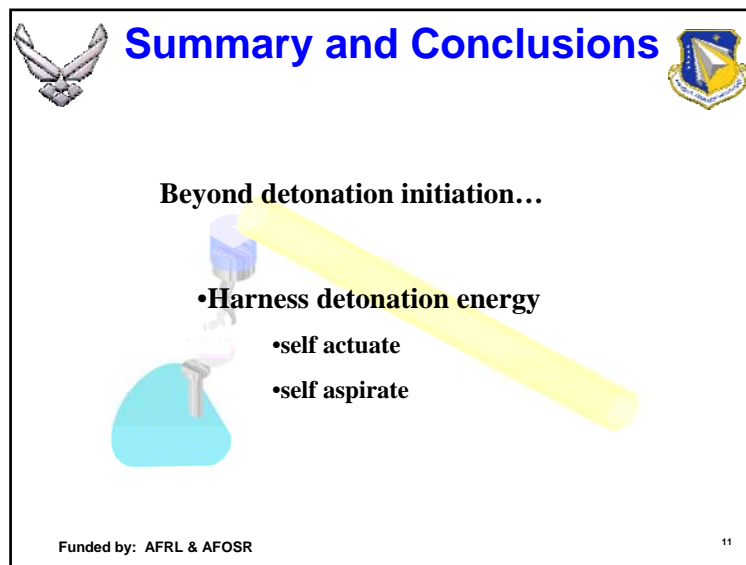 Summary and Conclusions
Beyond detonation initiation…
•Harness detonation energy
•self actuate
•self aspirate
Funded by: AFRL & AFOSR
11